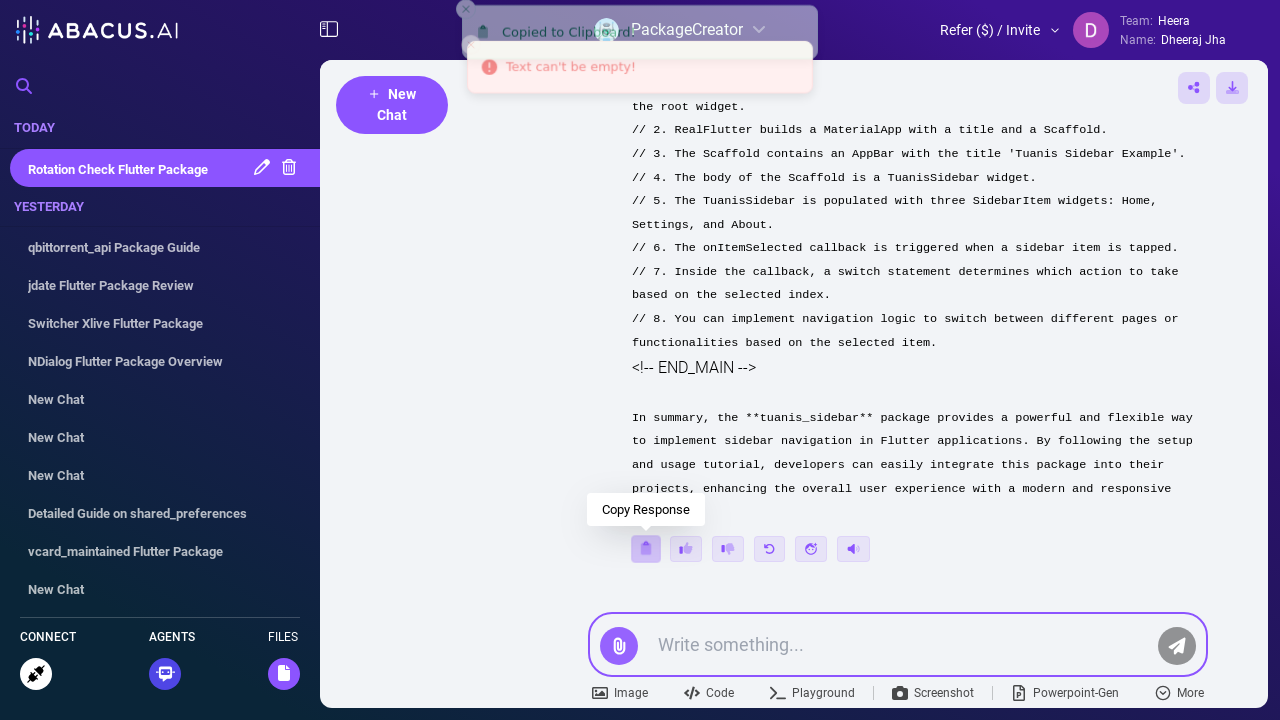 ABACUS.AI
TODAY
Rotation Check Flutter Package
YESTERDAY
qbittorrent_api Package Guide
jdate Flutter Package Review
Switcher Xlive Flutter Package
NDialog Flutter Package Overview
New Chat
New Chat
New Chat
Detailed Guide on shared_preferences
vcard_maintained Flutter Package
New Chat
CONNECT
AGENTS
FILES
Copied to Clipboard.
PackageCreator
Text can't be empty!
Refer ($) / Invite
D
Team: Heera
Name: Dheeraj Jha
+ New
Chat
the root widget.
// 2. RealFlutter builds a MaterialApp with a title and a Scaffold.
// 3. The Scaffold contains an AppBar with the title 'Tuanis Sidebar Example'.
// 4. The body of the Scaffold is a TuanisSidebar widget.
// 5. The TuanisSidebar is populated with three SidebarItem widgets: Home,
Settings, and About.
// 6. The onItemSelected callback is triggered when a sidebar item is tapped.
// 7. Inside the callback, a switch statement determines which action to take
based on the selected index.
// 8. You can implement navigation logic to switch between different pages or
functionalities based on the selected item.
<!-- END_MAIN -->
In summary, the **tuanis_sidebar** package provides a powerful and flexible way
to implement sidebar navigation in Flutter applications. By following the setup
and usage tutorial, developers can easily integrate this package into their
projects, enhancing the overall user experience with a modern and responsive
Copy Response
Write something...
Image
Code
Playground
Screenshot
Powerpoint-Gen
More